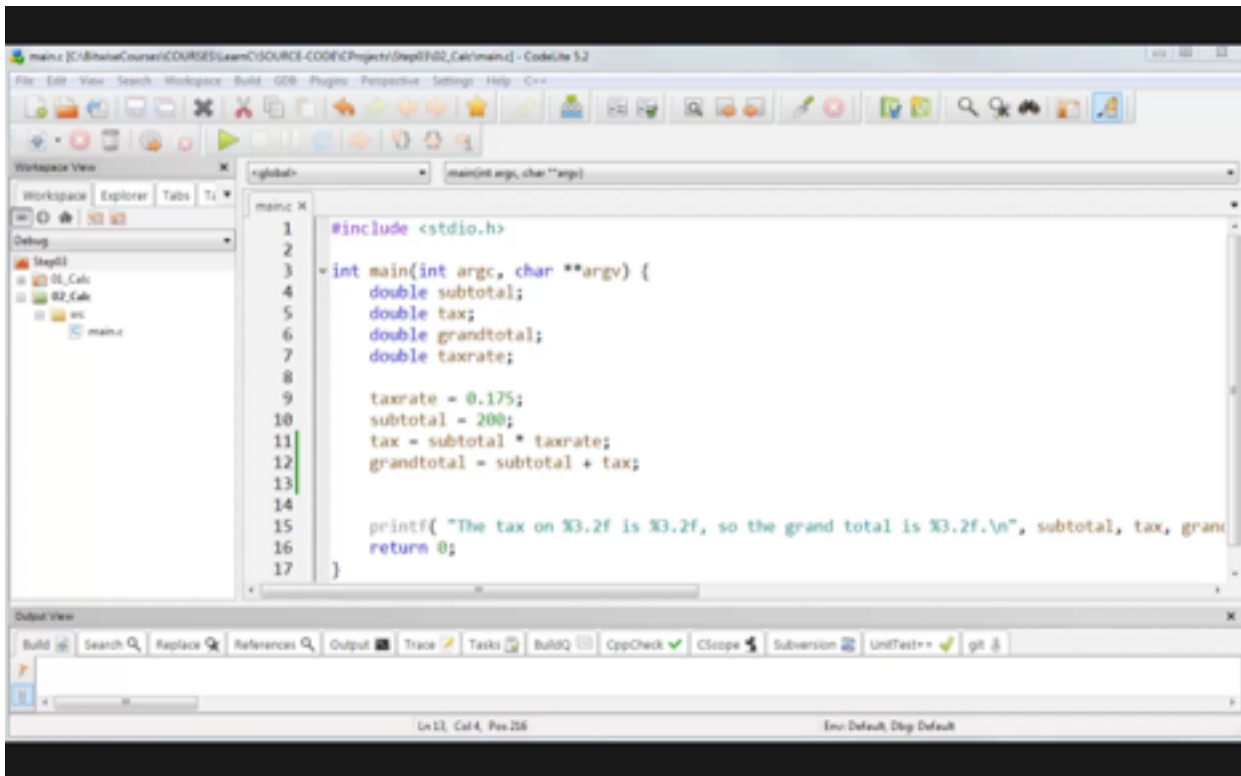 main.c [C:\BitwiseCourses\COURSES\LearnC\SOURCE-CODE\CProjects\Step03\02_Calc\main.c] - CodeLite 5.2
File Edit View Search Workspace Build GDB Plugins Perspective Settings Help C++
Workspace View
<global>
main(int argc, char **argv)
Workspace Explorer Tabs
main.c
Debug
Step03
01_Calc
02_Calc
src
main.c
1 #include <stdio.h>
2
3 int main(int argc, char **argv) {
4 double subtotal;
5 double tax;
6 double grandtotal;
7 double taxrate;
8
9 taxrate = 0.175;
10 subtotal = 200;
11 tax = subtotal * taxrate;
12 grandtotal = subtotal + tax;
13
14
15 printf( "The tax on %3.2f is %3.2f, so the grand total is %3.2f.\n", subtotal, tax, gran
16 return 0;
17 }
Output View
Build Search Replace References Output Trace Tasks BuildQ CppCheck CScope Subversion UnitTest++ git
Ln 13, Col 4, Pos 216
Env: Default, Dbg: Default